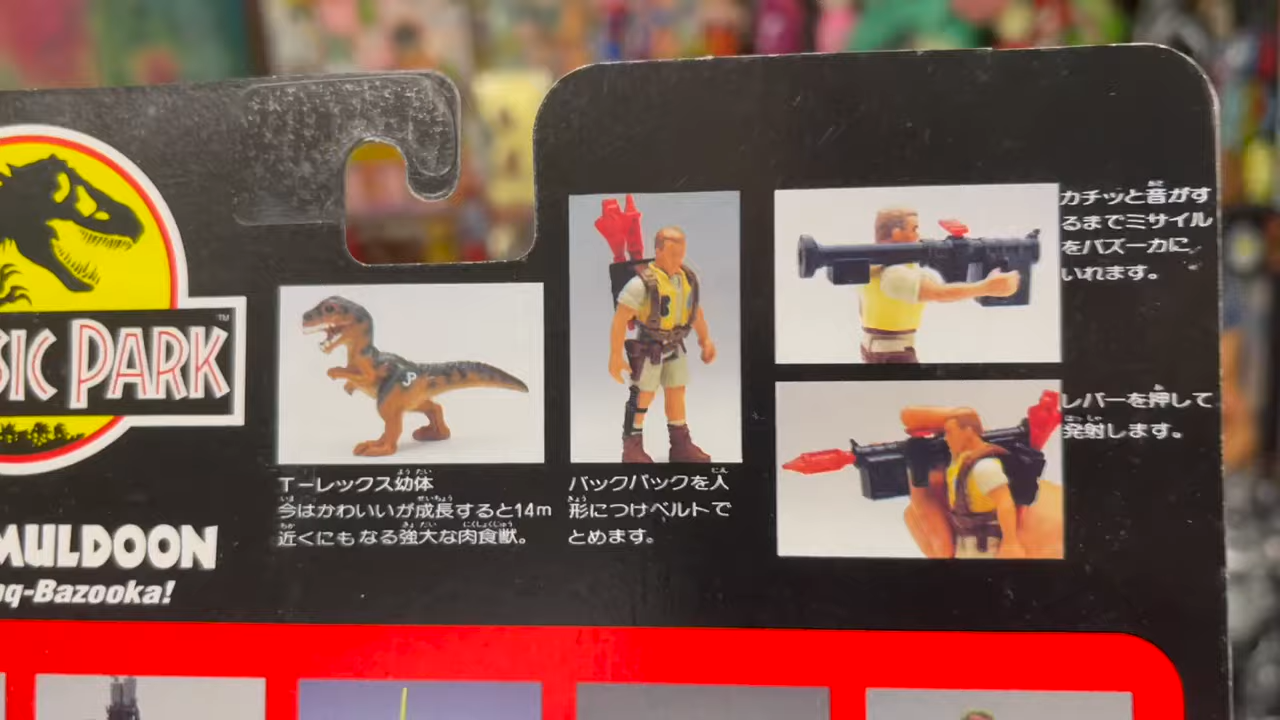 SIC PARK
TM
MULDOON
g-Bazooka!
T-レックス幼体
今はかわいいが成長すると14m
近くにもなる強大な肉食獣。
バックパックを人
形につけベルトで
とめます。
カチッと音がす
るまでミサイル
をバズーカに
いれます。
レバーを押して
発射します。
JP